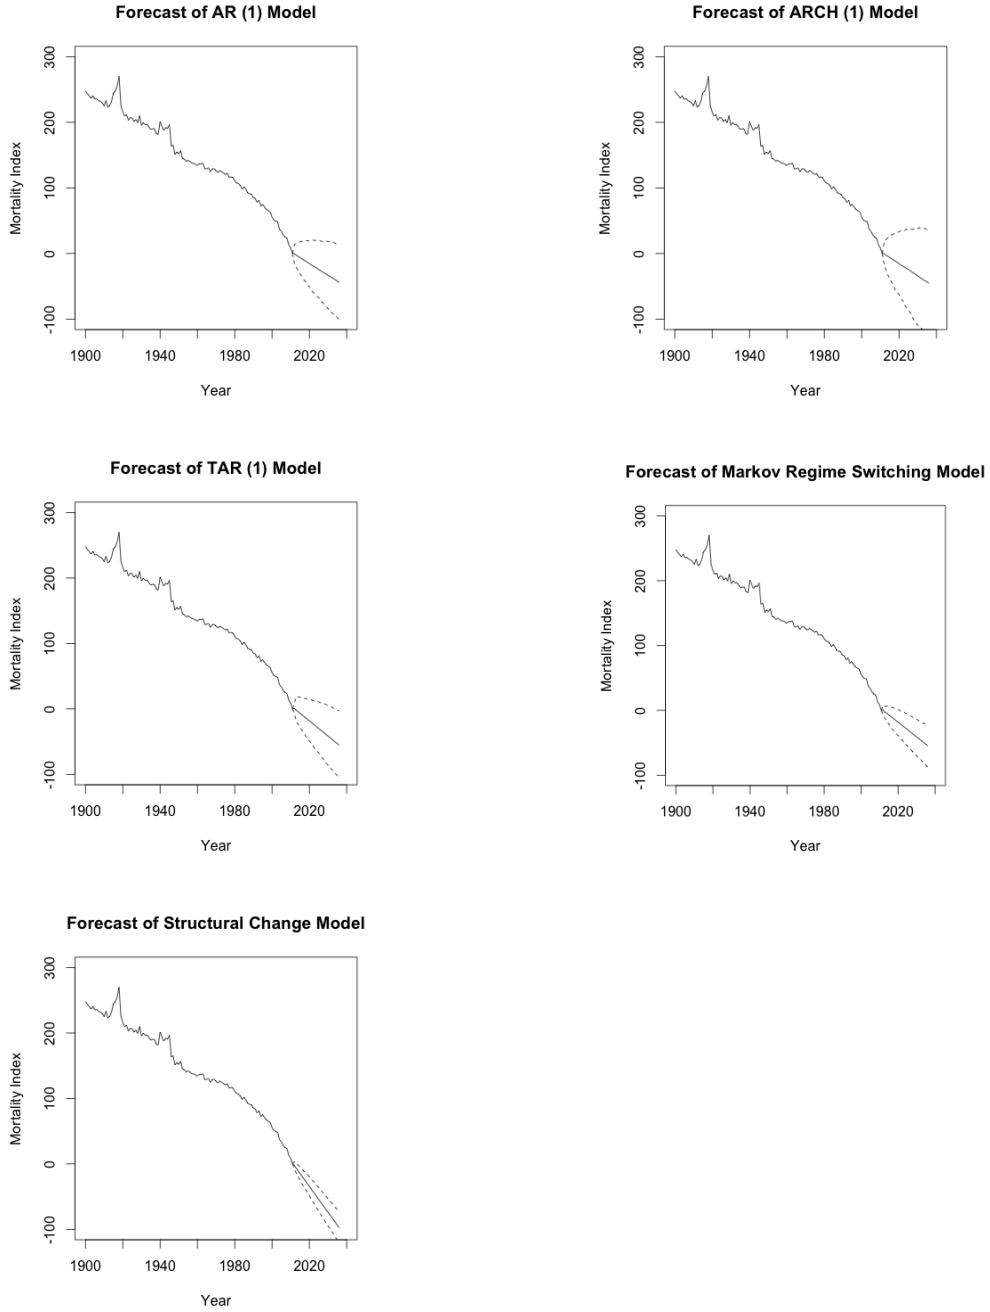 Forecast of AR (1) Model
300
200
100
0
-100
Mortality Index
1900 1940 1980 2020
Year
Forecast of ARCH (1) Model
300
200
100
0
-100
Mortality Index
1900 1940 1980 2020
Year
Forecast of TAR (1) Model
300
200
100
0
-100
Mortality Index
1900 1940 1980 2020
Year
Forecast of Markov Regime Switching Model
300
200
100
0
-100
Mortality Index
1900 1940 1980 2020
Year
Forecast of Structural Change Model
300
200
100
0
-100
Mortality Index
1900 1940 1980 2020
Year